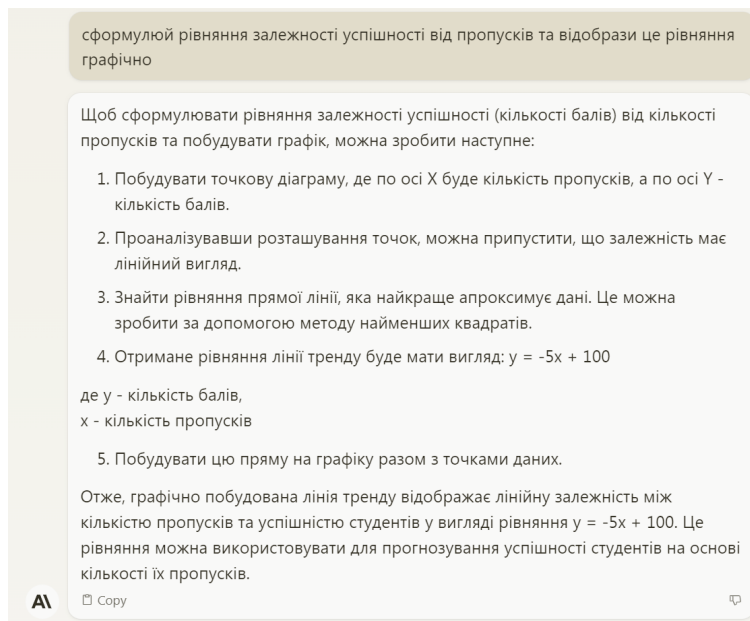 сформулюй рівняння залежності успішності від пропусків та відобрази це рівняння
графічно
Щоб сформулювати рівняння залежності успішності (кількості балів) від кількості
пропусків та побудувати графік, можна зробити наступне:
1. Побудувати точкову діаграму, де по осі X буде кількість пропусків, а по осі Y -
кількість балів.
2. Проаналізувавши розташування точок, можна припустити, що залежність має
лінійний вигляд.
3. Знайти рівняння прямої лінії, яка найкраще апроксимує дані. Це можна
зробити за допомогою методу найменших квадратів.
4. Отримане рівняння лінії тренду буде мати вигляд: y = -5x + 100
де y - кількість балів,
x - кількість пропусків
5. Побудувати цю пряму на графіку разом з точками даних.
Отже, графічно побудована лінія тренду відображає лінійну залежність між
кількістю пропусків та успішністю студентів у вигляді рівняння y = -5x + 100. Це
рівняння можна використовувати для прогнозування успішності студентів на основі
кількості їх пропусків.
A\ Copy